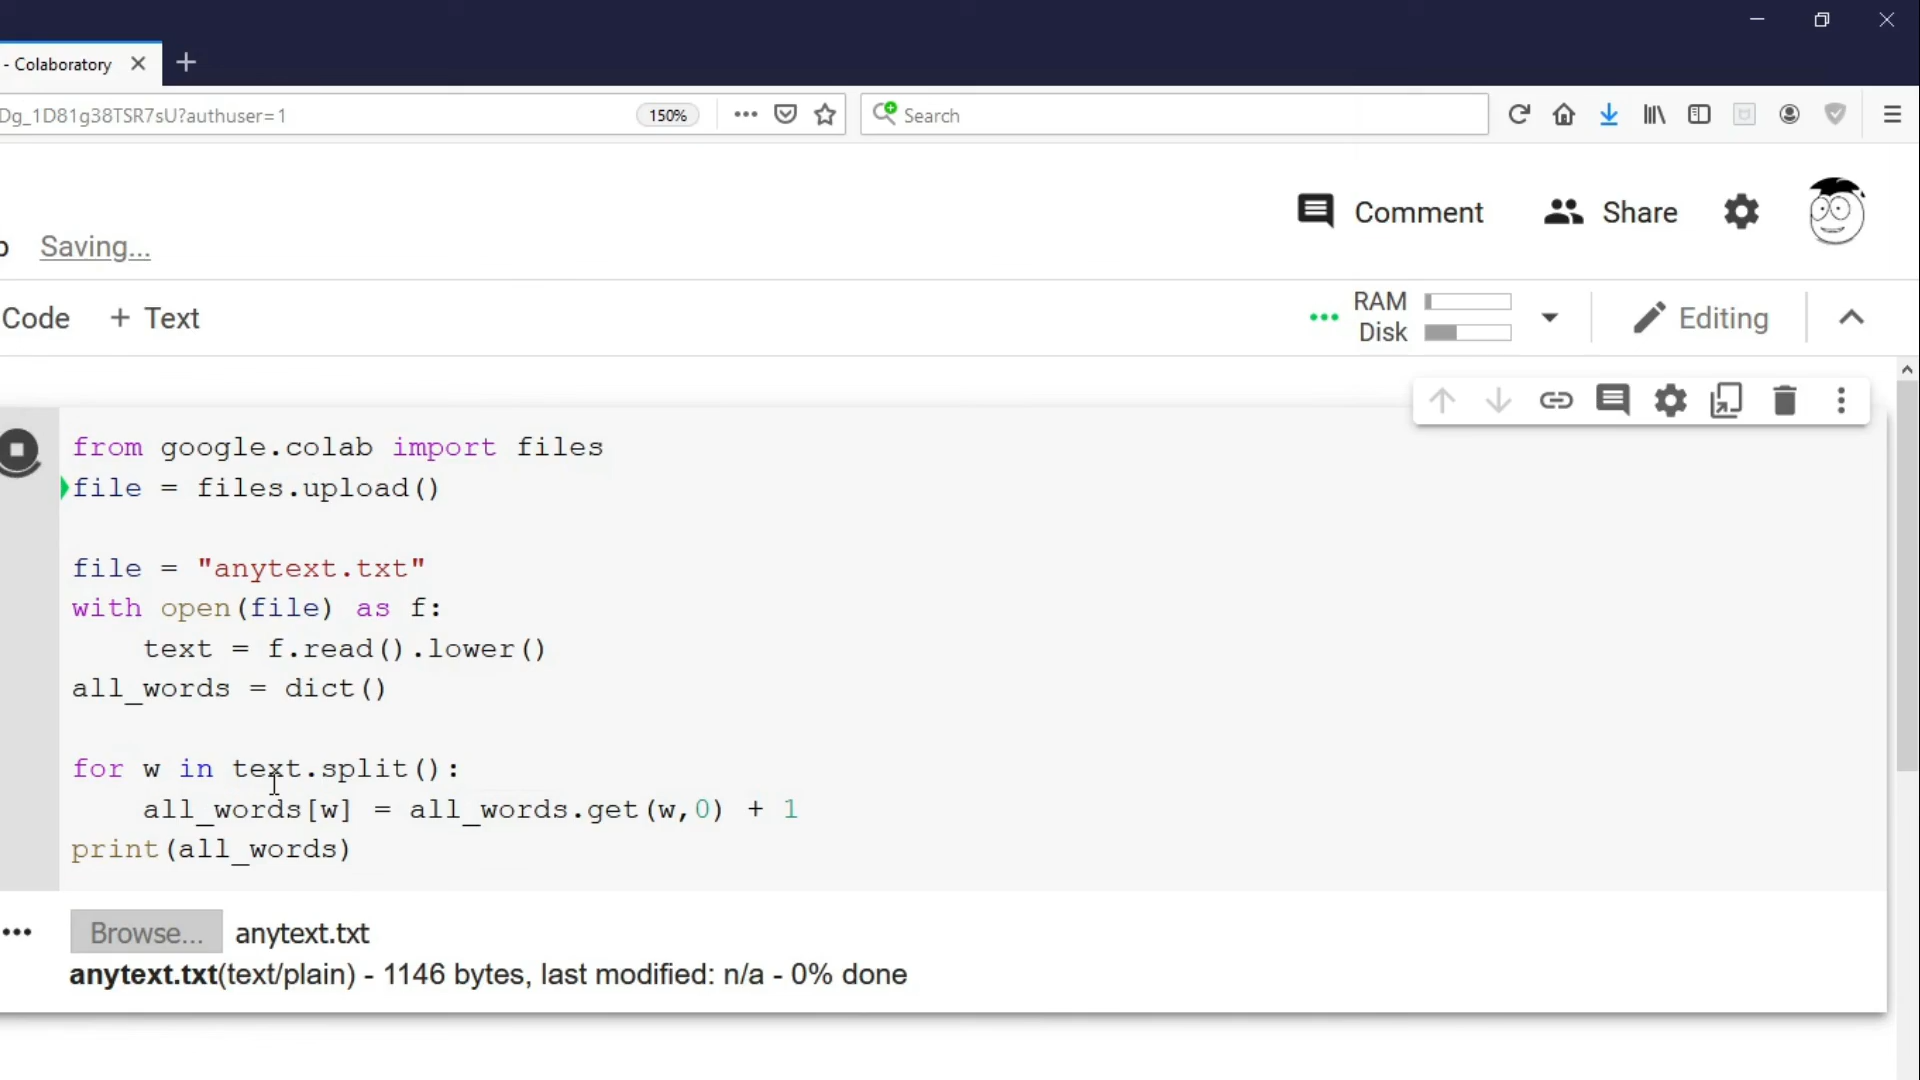 - Colaboratory
Dg_1D81g38TSR7sU?authuser=1
150%
Search
Comment
Share
Saving...
Code
+ Text
RAM
Disk
Editing
from google.colab import files
file = files.upload()
file = "anytext.txt"
with open(file) as f:
    text = f.read().lower()
all_words = dict()
for w in text.split():
    all_words[w] = all_words.get(w,0) + 1
print(all_words)
Browse... anytext.txt
anytext.txt(text/plain) - 1146 bytes, last modified: n/a - 0% done